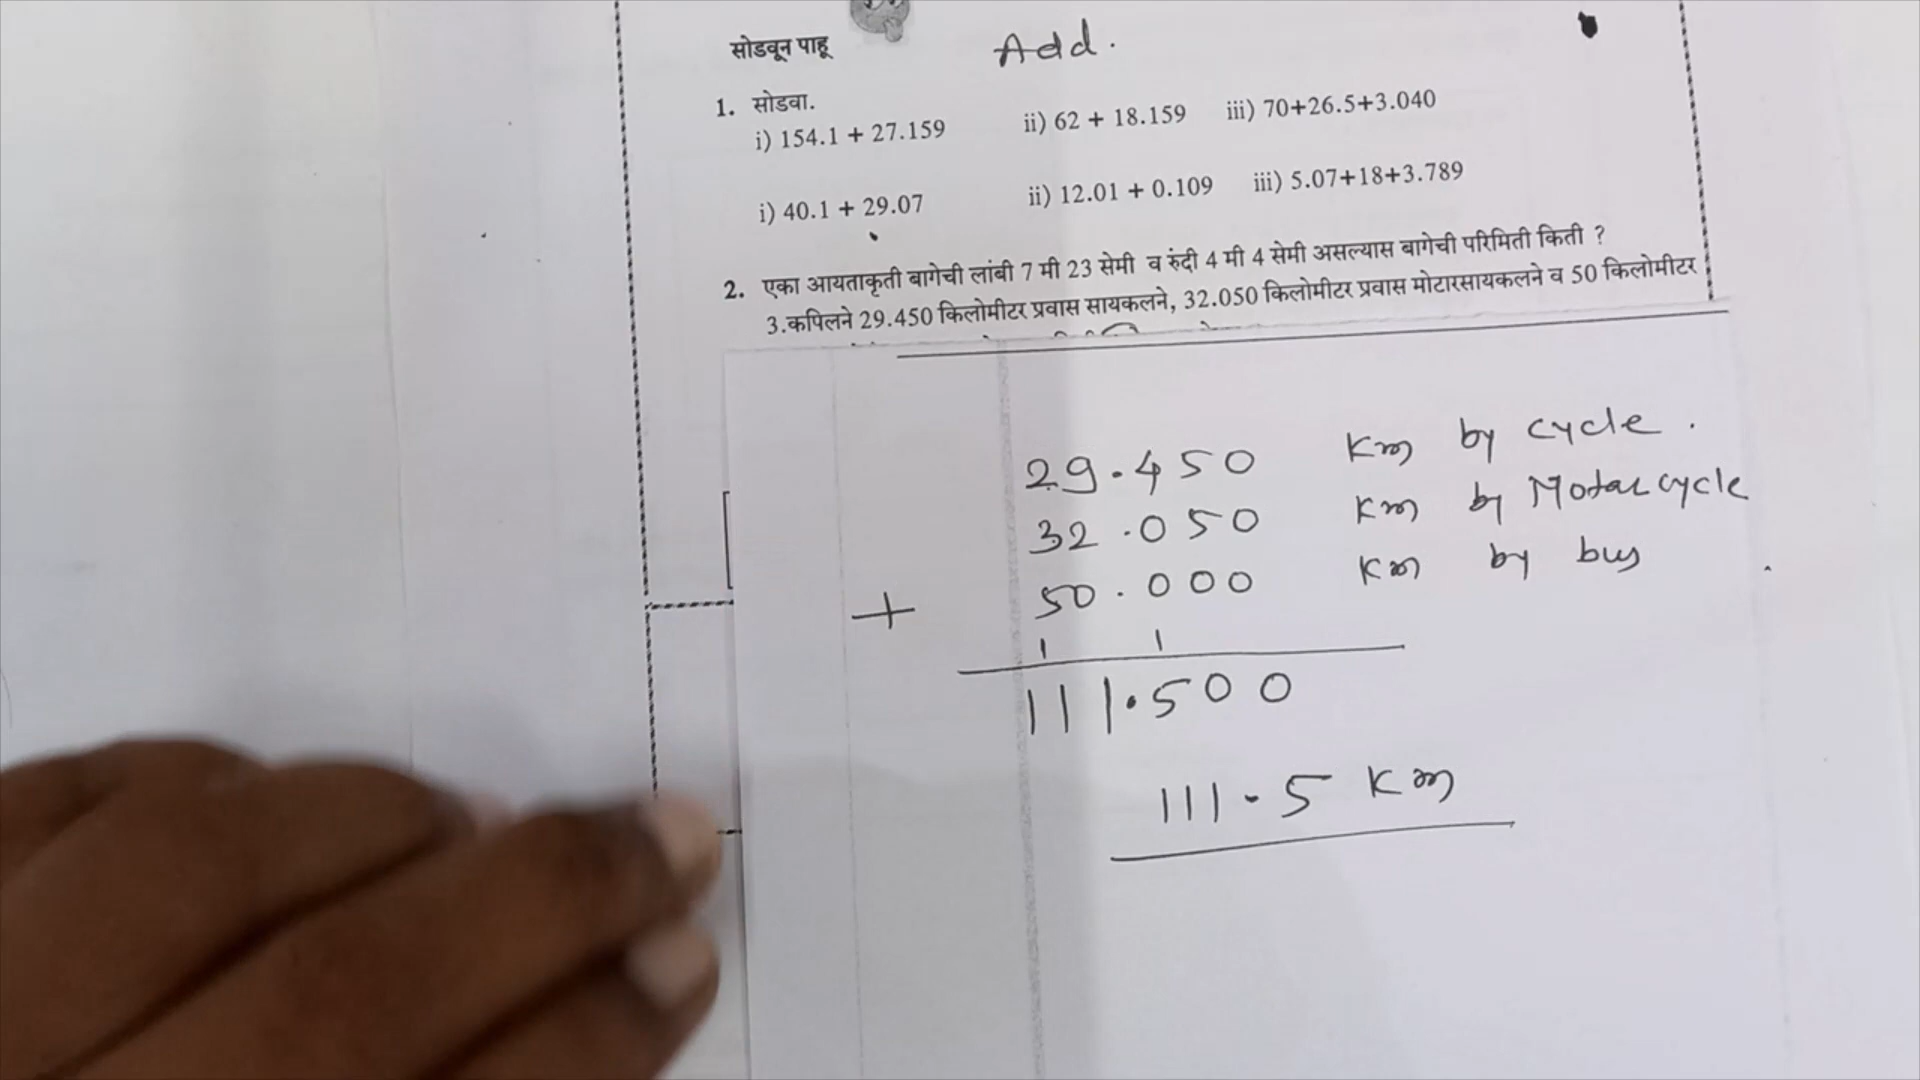 सोडवून पाहू Add.
1. सोडवा.
i) 154.1 + 27.159 ii) 62 + 18.159 iii) 70+26.5+3.040
i) 40.1 + 29.07 ii) 12.01 + 0.109 iii) 5.07+18+3.789
2. एका आयताकृती बागेची लांबी 7 मी 23 सेमी व रुंदी 4 मी 4 सेमी असल्यास बागेची परिमिती किती ?
3.कपिलने 29.450 किलोमीटर प्रवास सायकलने, 32.050 किलोमीटर प्रवास मोटारसायकलने व 50 किलोमीटर
29.450 Km by cycle.
32.050 Km by Motorcycle
+ 50.000 Km by bus
1 1
111.500
111.5 Km